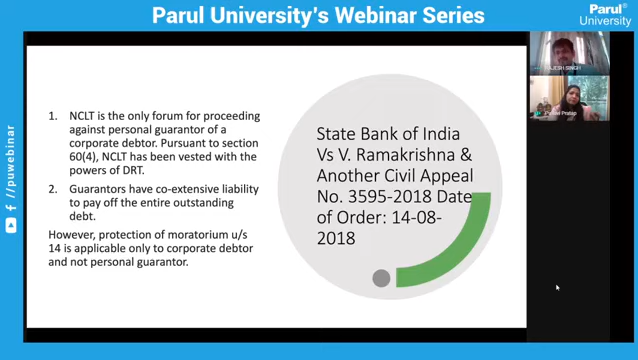 Parul University's Webinar Series
Parul®
University
1. NCLT is the only forum for proceeding
against personal guarantor of a
corporate debtor. Pursuant to section
60(4), NCLT has been vested with the
powers of DRT.
2. Guarantors have co-extensive liability
to pay off the entire outstanding
debt.
However, protection of moratorium u/s
14 is applicable only to corporate debtor
and not personal guarantor.
State Bank of India
Vs V. Ramakrishna &
Another Civil Appeal
No. 3595-2018 Date
of Order: 14-08-
2018
RAJESH SINGH
Pratap
/puwebinar